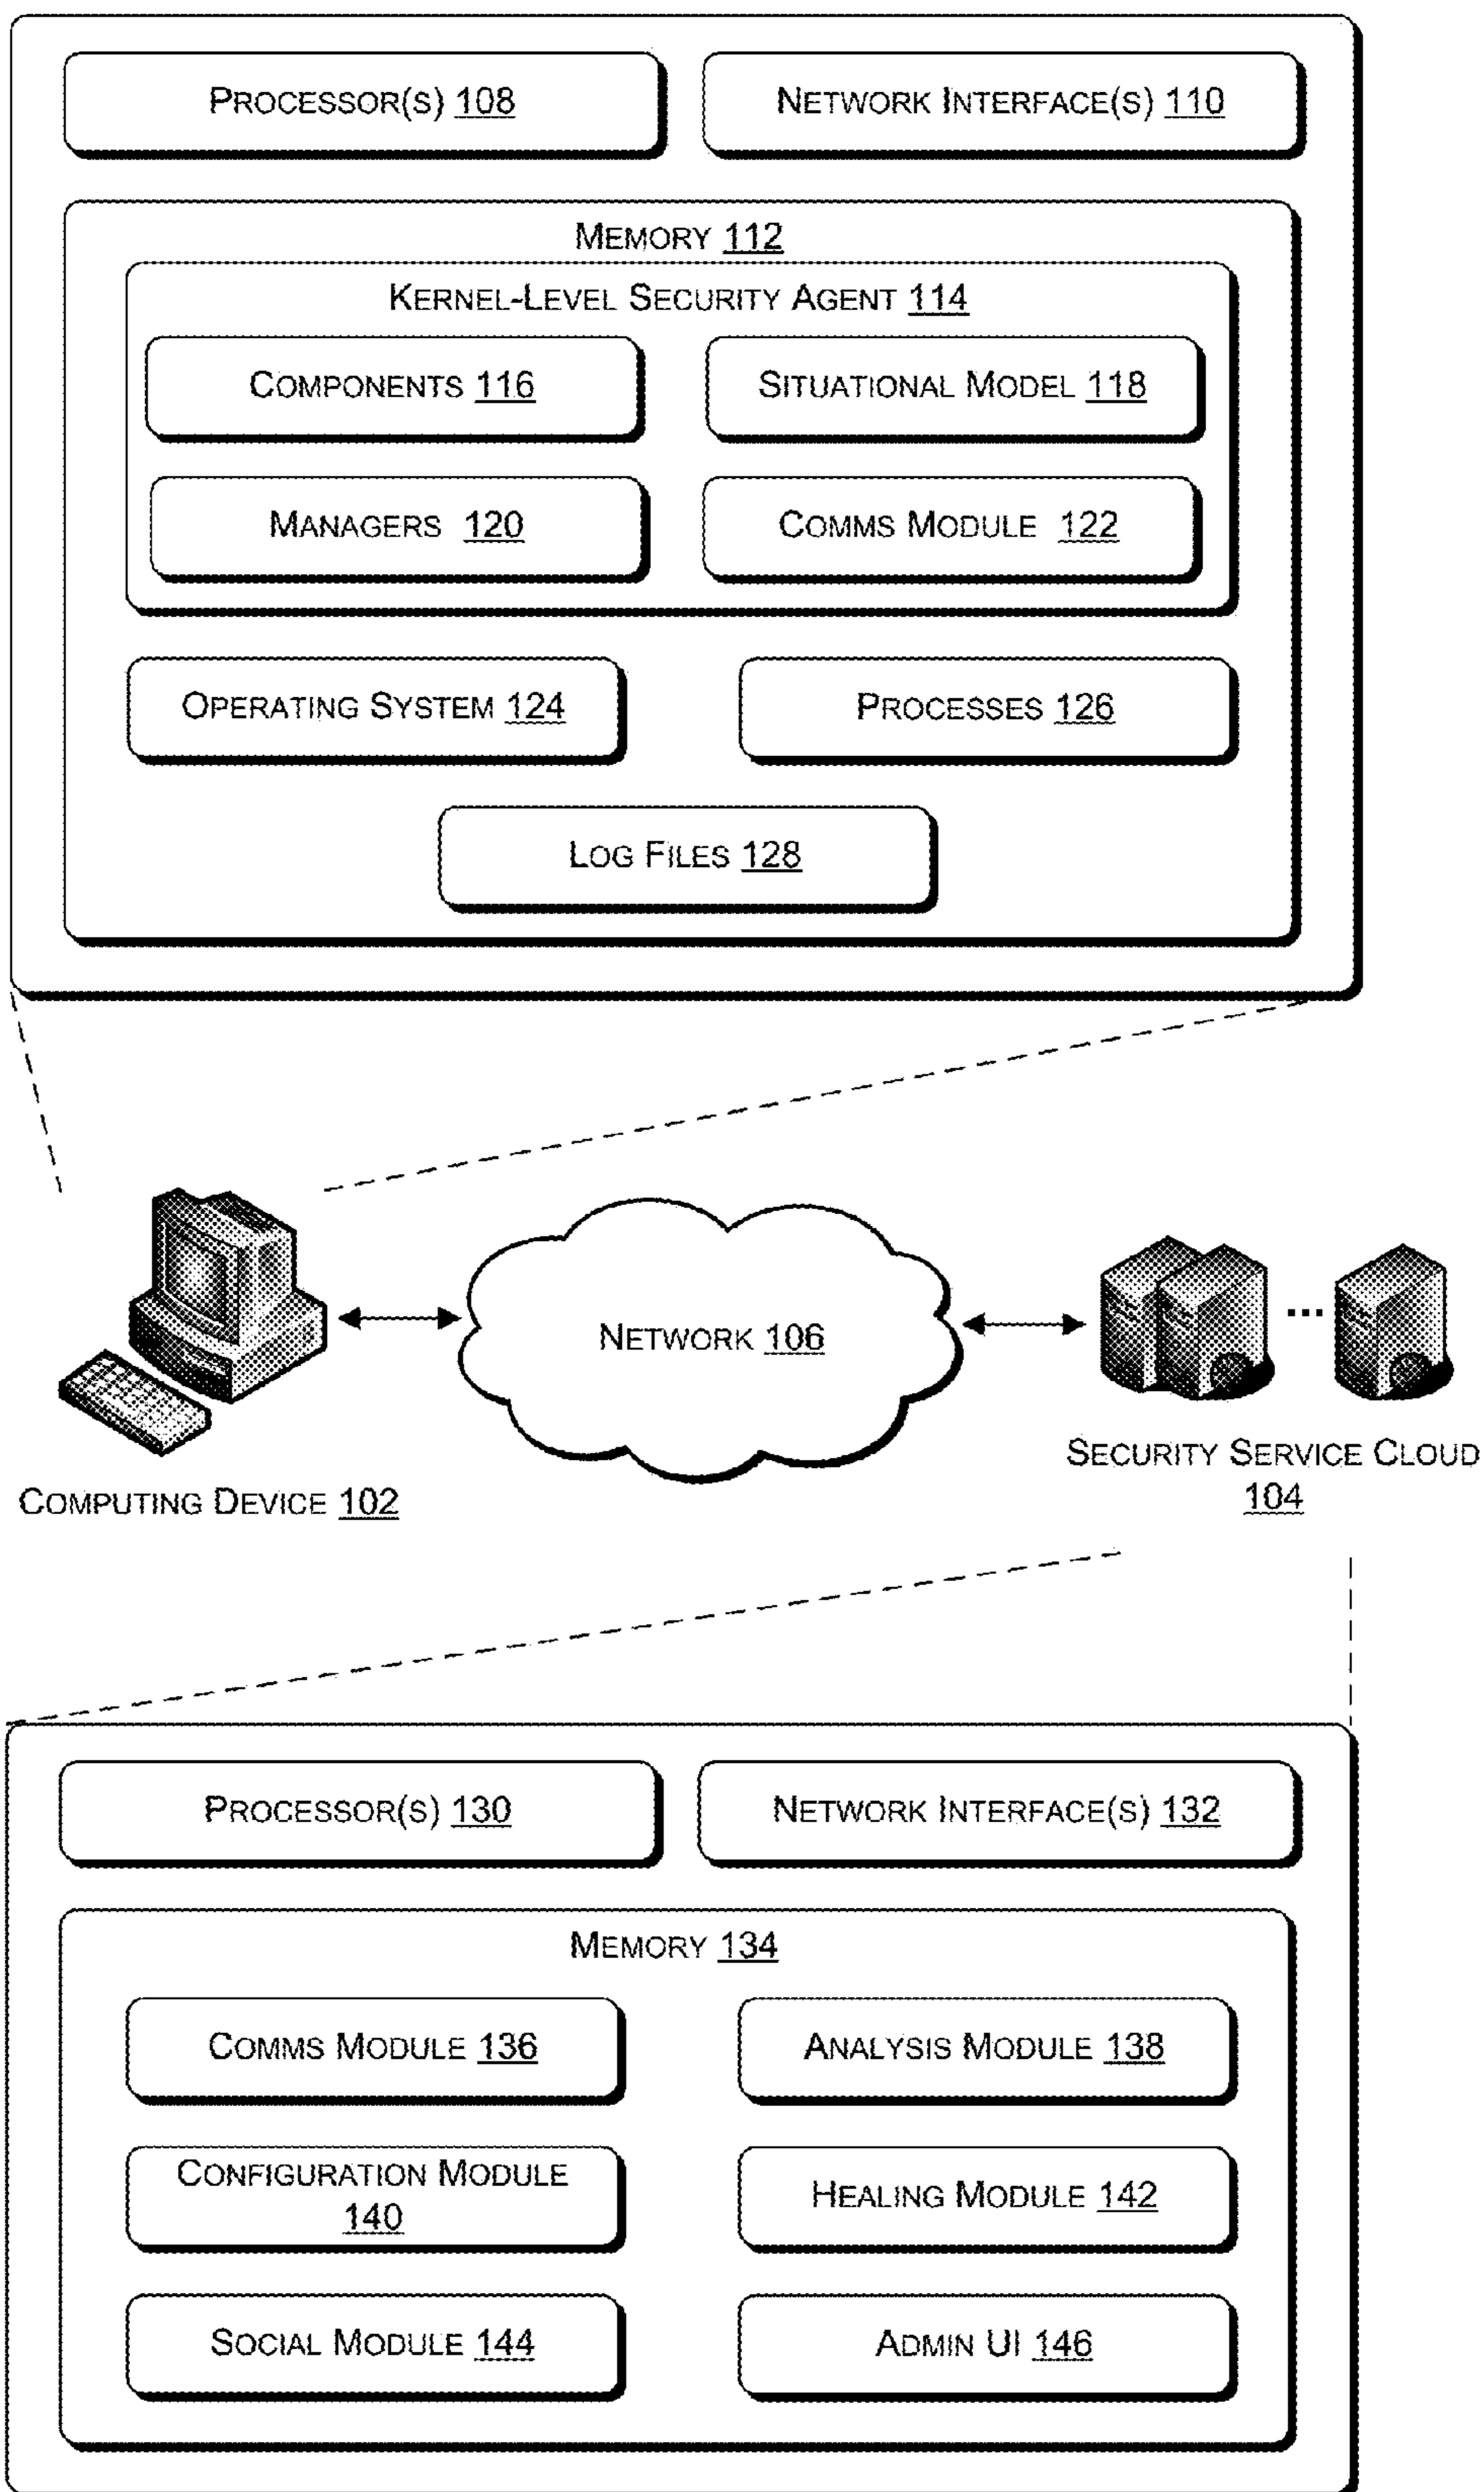 PROCESSOR(S) 108
NETWORK INTERFACE(S) 110
MEMORY 112
KERNEL-LEVEL SECURITY AGENT 114
COMPONENTS 116
SITUATIONAL MODEL 118
MANAGERS 120
COMMS MODULE 122
OPERATING SYSTEM 124
PROCESSES 126
LOG FILES 128
NETWORK 106
COMPUTING DEVICE 102
SECURITY SERVICE CLOUD
104
...
PROCESSOR(S) 130
NETWORK INTERFACE(S) 132
MEMORY 134
COMMS MODULE 136
ANALYSIS MODULE 138
CONFIGURATION MODULE
140
HEALING MODULE 142
SOCIAL MODULE 144
ADMIN UI 146